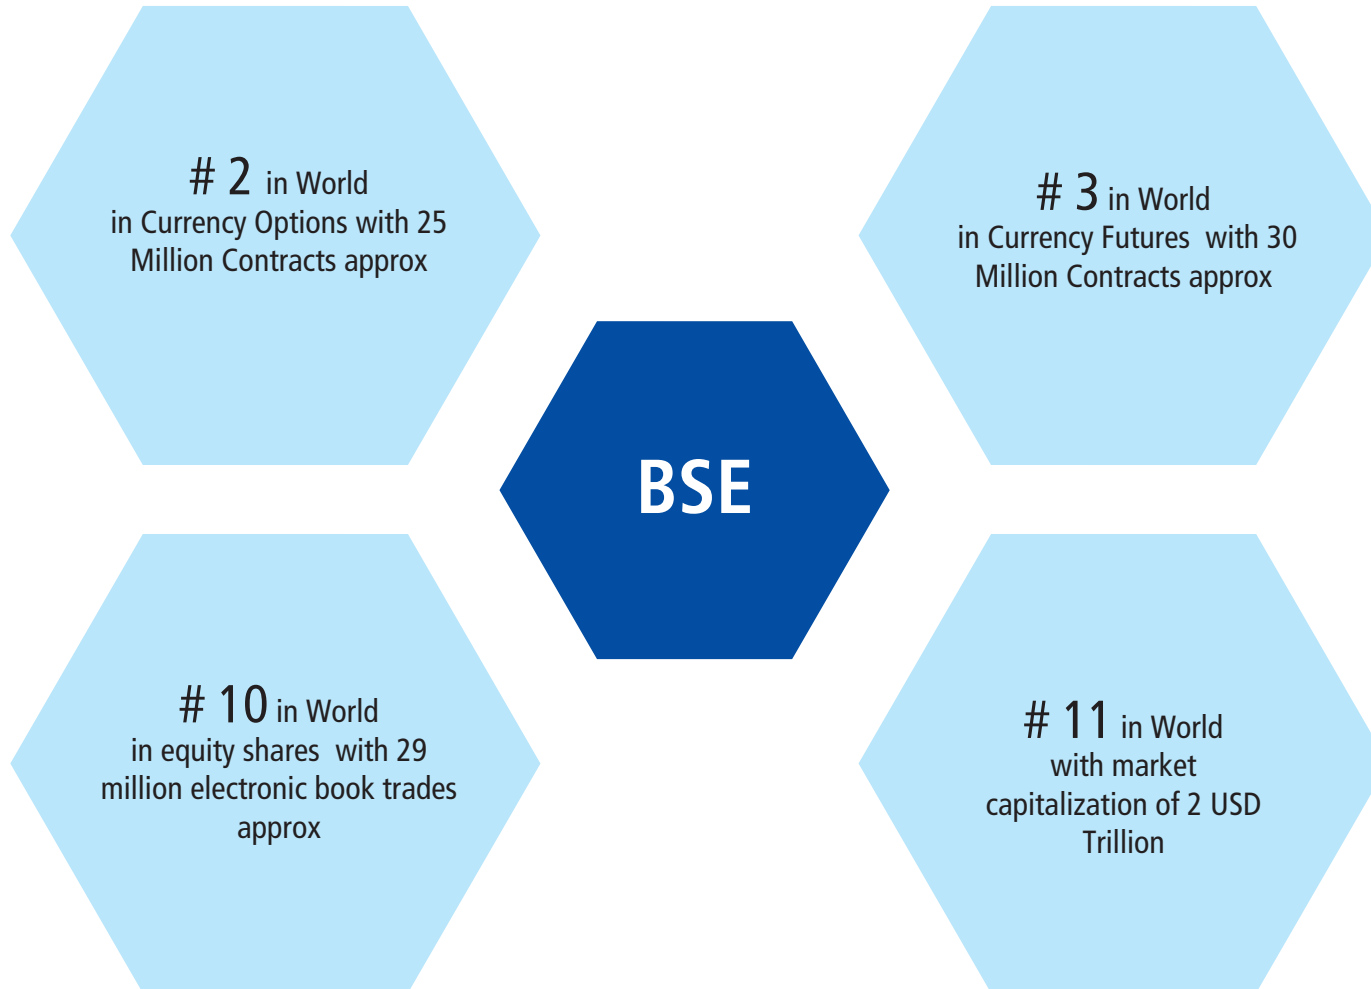 # 2 in World
in Currency Options with 25
Million Contracts approx
# 3 in World
in Currency Futures with 30
Million Contracts approx
BSE
# 10 in World
in equity shares with 29
million electronic book trades
approx
# 11 in World
with market
capitalization of 2 USD
Trillion